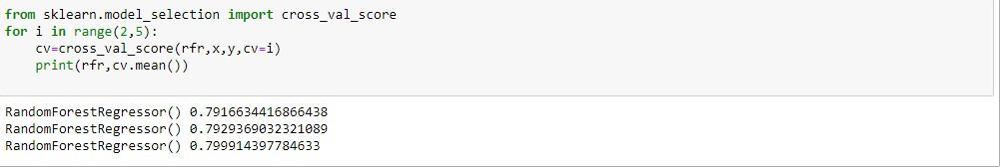 from sklearn.model_selection import cross_val_score
for i in range(2,5):
    cv=cross_val_score(rfr,x,y,cv=i)
    print(rfr,cv.mean())
RandomForestRegressor() 0.7916634416866438
RandomForestRegressor() 0.7929369032321089
RandomForestRegressor() 0.799914397784633